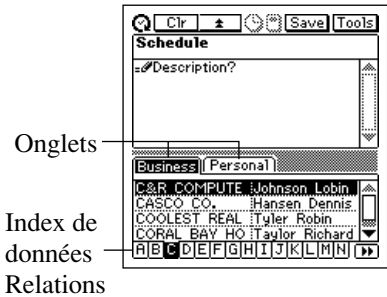 Clr Save Tools
Schedule
Description?
Onglets
Business Personal
C&R COMPUTE Johnson Lobin
CASCO CO. Hansen Dennis
COOLEST REAL Tyler Robin
CORAL BAY HO Taylor Richard
Index de
données
Relations
A B C D E F G H I J K L M N